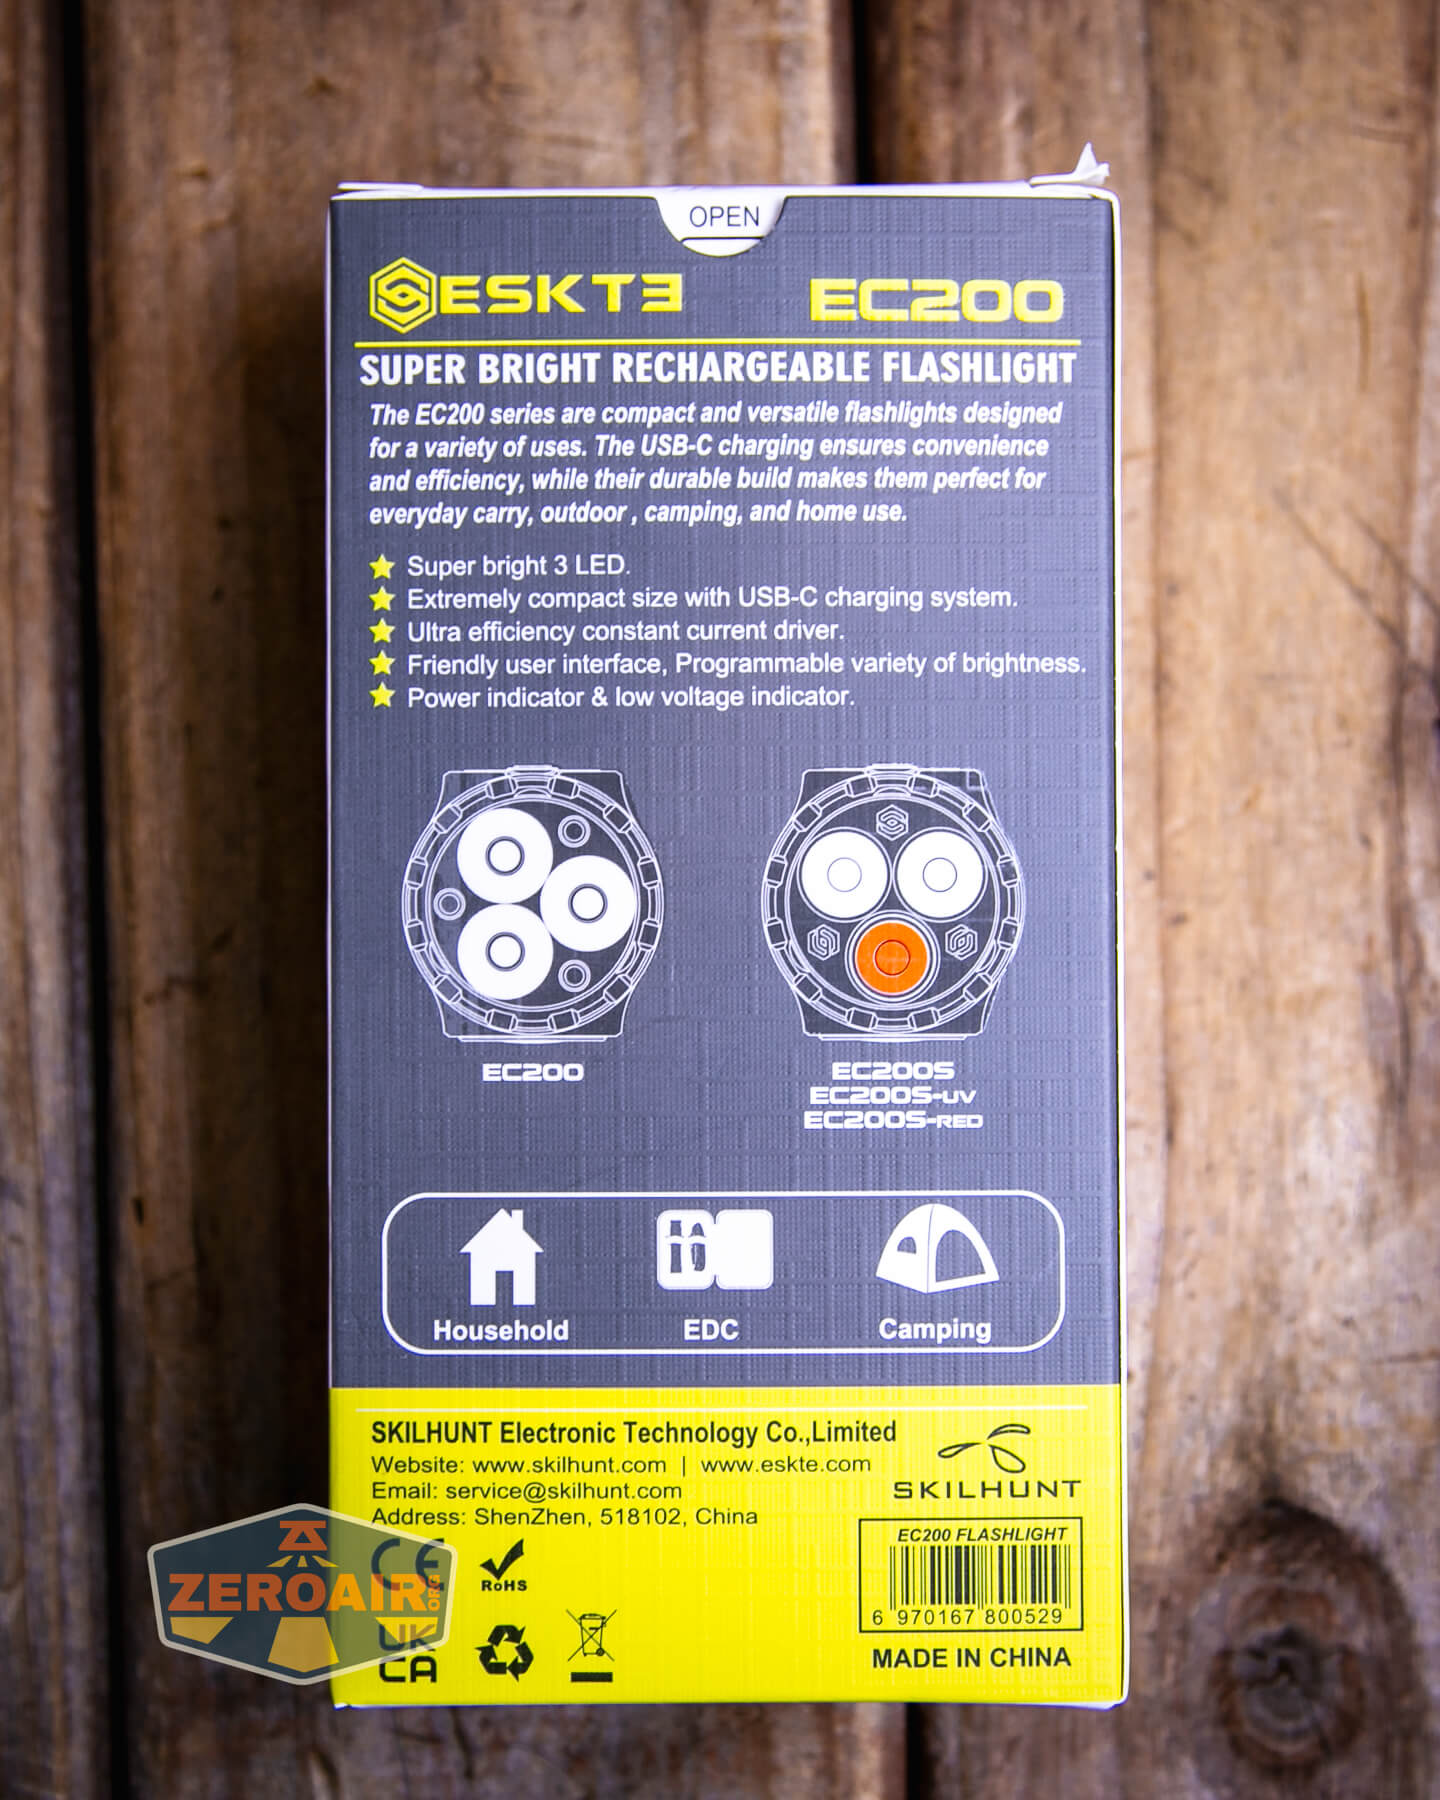 OPEN
ESKTE EC200
SUPER BRIGHT RECHARGEABLE FLASHLIGHT
The EC200 series are compact and versatile flashlights designed
for a variety of uses. The USB-C charging ensures convenience
and efficiency, while their durable build makes them perfect for
everyday carry, outdoor , camping, and home use.
Super bright 3 LED.
Extremely compact size with USB-C charging system.
Ultra efficiency constant current driver.
Friendly user interface, Programmable variety of brightness.
Power indicator & low voltage indicator.
EC200
EC200S
EC200S-UV
EC200S-RED
Household EDC Camping
SKILHUNT Electronic Technology Co.,Limited
Website: www.skilhunt.com | www.eskte.com
Email: service@skilhunt.com
Address: ShenZhen, 518102, China
SKILHUNT
EC200 FLASHLIGHT
6 970167 800529
MADE IN CHINA
CE
RoHS
UK
CA
ZEROAIR.ORG